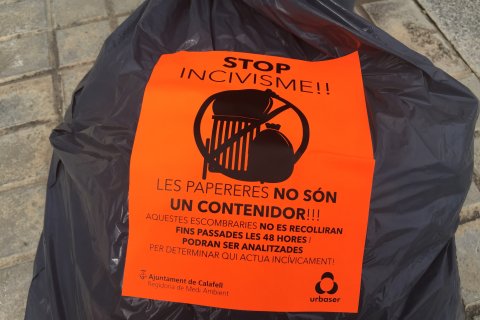 STOP
INCIVISME!!
LES PAPERERES NO SÓN
UN CONTENIDOR!!!
AQUESTES ESCOMBRARIES NO ES RECOLLIRAN
FINS PASSADES LES 48 HORES I
PODRAN SER ANALITZADES
PER DETERMINAR QUI ACTUA INCÍVICAMENT!
Ajuntament de Calafell
Regidoria de Medi Ambient
urbaser